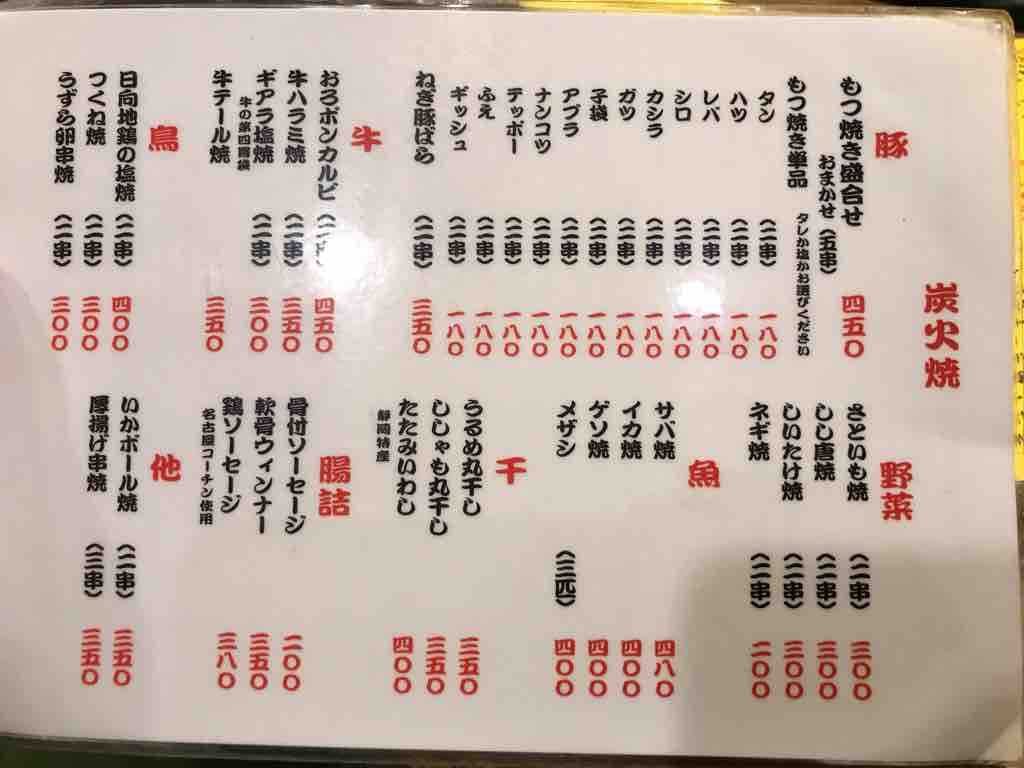 炭火焼
豚
もつ焼き盛合せ
おまかせ（五串） 四五〇
もつ焼き単品 タレか塩かお選びください
タン （二串） 一八〇
ハツ （二串） 一八〇
レバ （二串） 一八〇
シロ （二串） 一八〇
カシラ （二串） 一八〇
ガツ （二串） 一八〇
子袋 （二串） 一八〇
アブラ （二串） 一八〇
ナンコツ （二串） 一八〇
テッポー （二串） 一八〇
ふえ （二串） 一八〇
ギッシュ （二串） 一八〇
ねぎ豚ばら （二串） 三五〇
牛
おろポンカルビ 四五〇
牛ハラミ焼 三五〇
ギアラ塩焼 （二串） 三〇〇
牛の第四胃袋
牛テール焼 三五〇
鳥
日向地鶏の塩焼 （二串） 四〇〇
つくね焼 （二串） 三〇〇
うずら卵串焼 （二串） 三〇〇
野菜
さといも焼 （二串） 三〇〇
しし唐焼 （二串） 三〇〇
しいたけ焼 （二串） 三〇〇
ネギ焼 （二串） 二〇〇
魚
サバ焼 四八〇
イカ焼 四〇〇
ゲソ焼 四〇〇
メザシ （三匹） 四〇〇
干
うるめ丸干し 三五〇
ししゃも丸干し 三五〇
たたみいわし 四〇〇
静岡特産
腸詰
骨付ソーセージ 二〇〇
軟骨ウィンナー 三五〇
鶏ソーセージ 三八〇
名古屋コーチン使用
他
いかボール焼 （二串） 三五〇
厚揚げ串焼 （三串） 三五〇